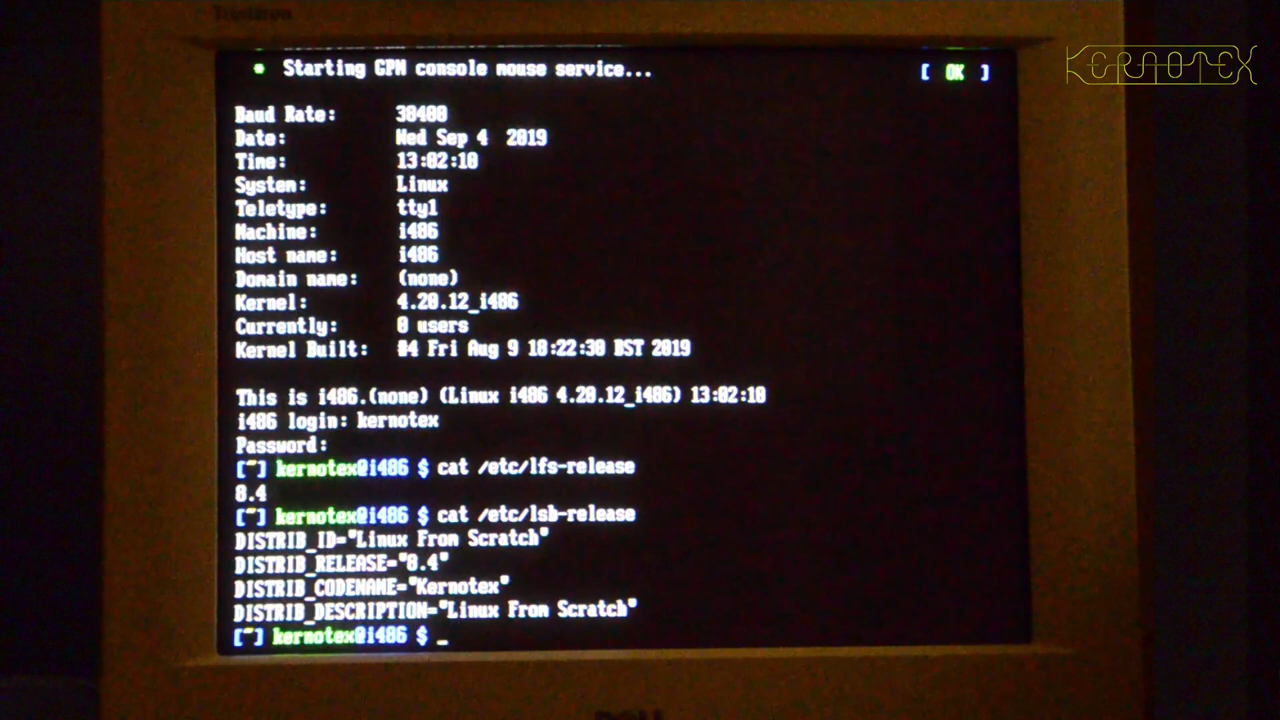 Trinitron
KERNOTEX
* Starting GPM console mouse service... [ OK ]
Baud Rate: 38400
Date: Wed Sep 4 2019
Time: 13:02:10
System: Linux
Teletype: tty1
Machine: i486
Host name: i486
Domain name: (none)
Kernel: 4.20.12_i486
Currently: 0 users
Kernel Built: #4 Fri Aug 9 18:22:30 BST 2019
This is i486.(none) (Linux i486 4.20.12_i486) 13:02:10
i486 login: kernotex
Password:
[~] kernotex@i486 $ cat /etc/lfs-release
8.4
[~] kernotex@i486 $ cat /etc/lsb-release
DISTRIB_ID="Linux From Scratch"
DISTRIB_RELEASE="8.4"
DISTRIB_CODENAME="Kernotex"
DISTRIB_DESCRIPTION="Linux From Scratch"
[~] kernotex@i486 $ _
DELL